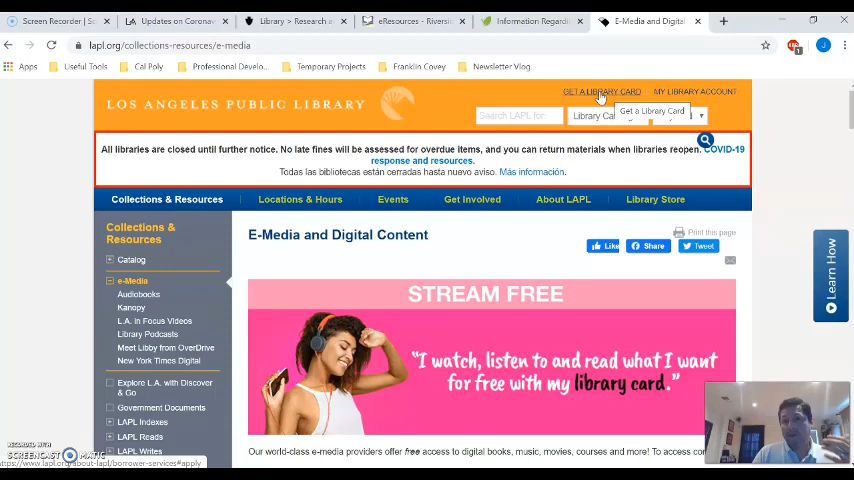 Screen Recorder | S
Updates on Coronav
Library > Research a
eResources - Riversi
Information Regardi
E-Media and Digital
lapl.org/collections-resources/e-media
Apps
Useful Tools
Cal Poly
Professional Develo...
Temporary Projects
Franklin Covey
Newsletter Vlog
GET A LIBRARY CARD
MY LIBRARY ACCOUNT
LOS ANGELES PUBLIC LIBRARY
Get a Library Card
Search LAPL for:
Library Ca
All libraries are closed until further notice. No late fines will be assessed for overdue items, and you can return materials when libraries reopen. COVID-19
response and resources.
Todas las bibliotecas están cerradas hasta nuevo aviso. Más información.
Collections & Resources
Locations & Hours
Events
Get Involved
About LAPL
Library Store
Collections &
Resources
Catalog
e-Media
Audiobooks
Kanopy
L.A. In Focus Videos
Library Podcasts
Meet Libby from OverDrive
New York Times Digital
Explore L.A. with Discover
& Go
Government Documents
LAPL Indexes
LAPL Reads
LAPL Writes
E-Media and Digital Content
Print this page
Like
Share
Tweet
STREAM FREE
"I watch, listen to and read what I want
for free with my library card."
Our world-class e-media providers offer free access to digital books, music, movies, courses and more! To access co
Learn How
RECORDED WITH
SCREENCAST MATIC
https://www.lapl.org/about-lapl/borrower-services#apply